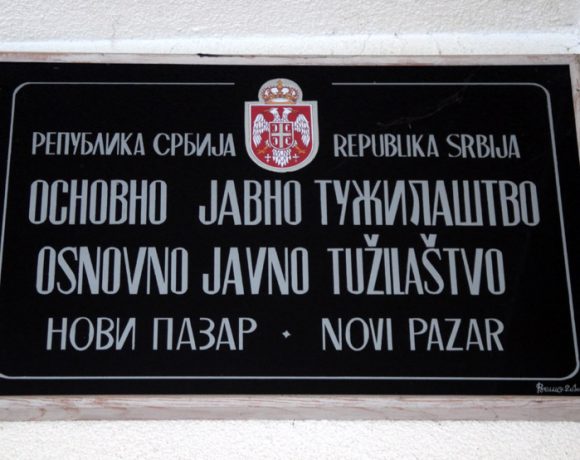 РЕПУБЛИКА СРБИЈА REPUBLIKA SRBIJA
ОСНОВНО ЈАВНО ТУЖИЛАШТВО
OSNOVNO JAVNO TUŽILAŠTVO
НОВИ ПАЗАР · NOVI PAZAR